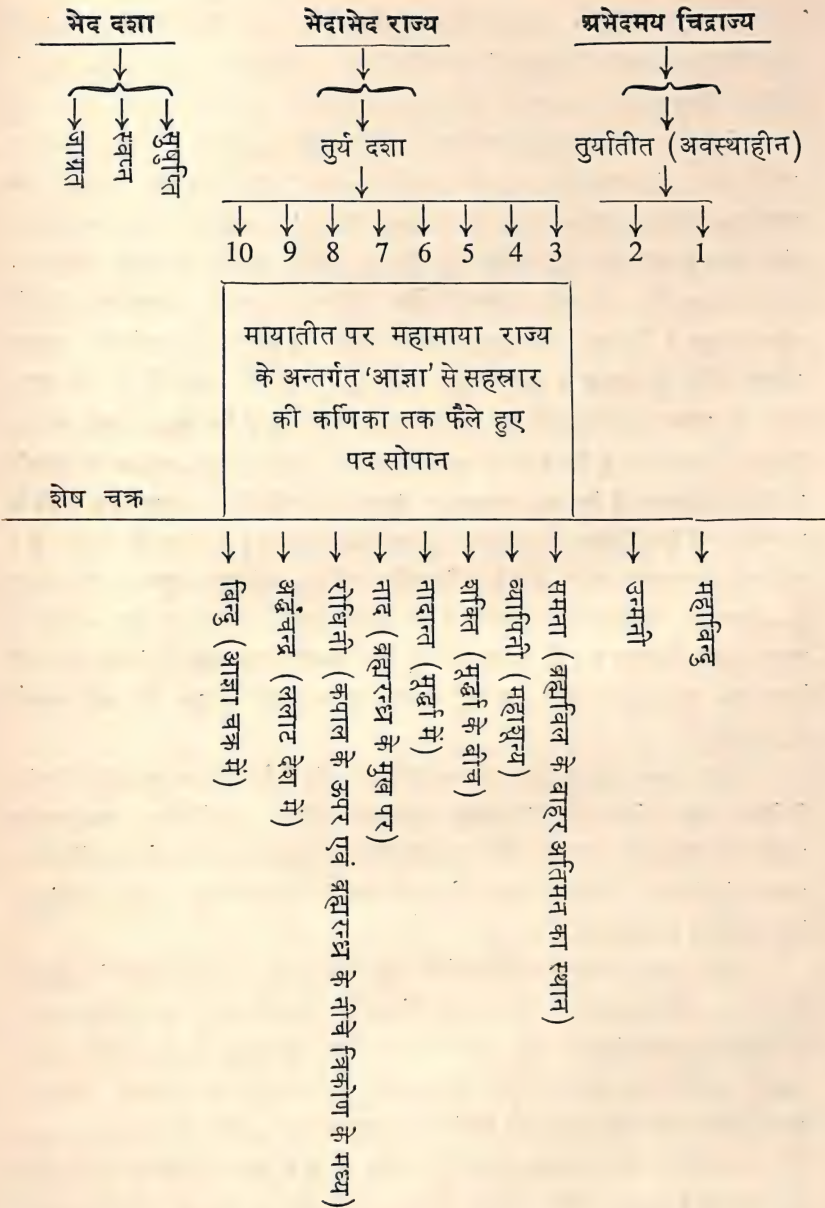 भेद दशा
भेदाभेद राज्य
अभेदमय चिद्राज्य
जाग्रत
स्वप्न
सुषुप्ति
तुर्य दशा
तुर्यातीत (अवस्थाहीन)
10 9 8 7 6 5 4 3 2 1
मायातीत पर महामाया राज्य
के अन्तर्गत 'आज्ञा' से सहस्रार
की कर्णिका तक फैले हुए
पद सोपान
शेष चक्र
बिन्दु (आज्ञा चक्र में)
अर्द्धचन्द्र (ललाट देश में)
रोधिनी (कपाल के ऊपर एवं ब्रह्मरन्ध्र के नीचे त्रिकोण के मध्य)
नाद (ब्रह्मरन्ध्र के मुख पर)
नादान्त (मूर्द्धा में)
शक्ति (मूर्द्धा के बीच)
व्यापिनी (महाशून्य)
समना (ब्रह्मबिल के बाहर अतिमन का स्थान)
उन्मनी
महाबिन्दु